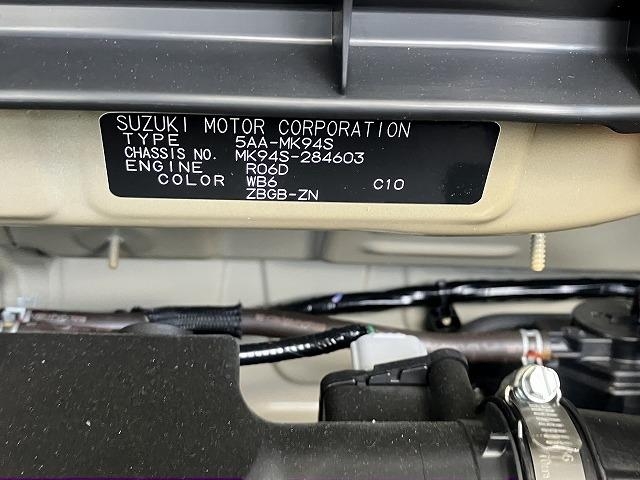 SUZUKI MOTOR CORPORATION
TYPE 5AA-MK94S
CHASSIS NO. MK94S-284603
ENGINE R06D
COLOR WB6 C10
ZBGB-ZN